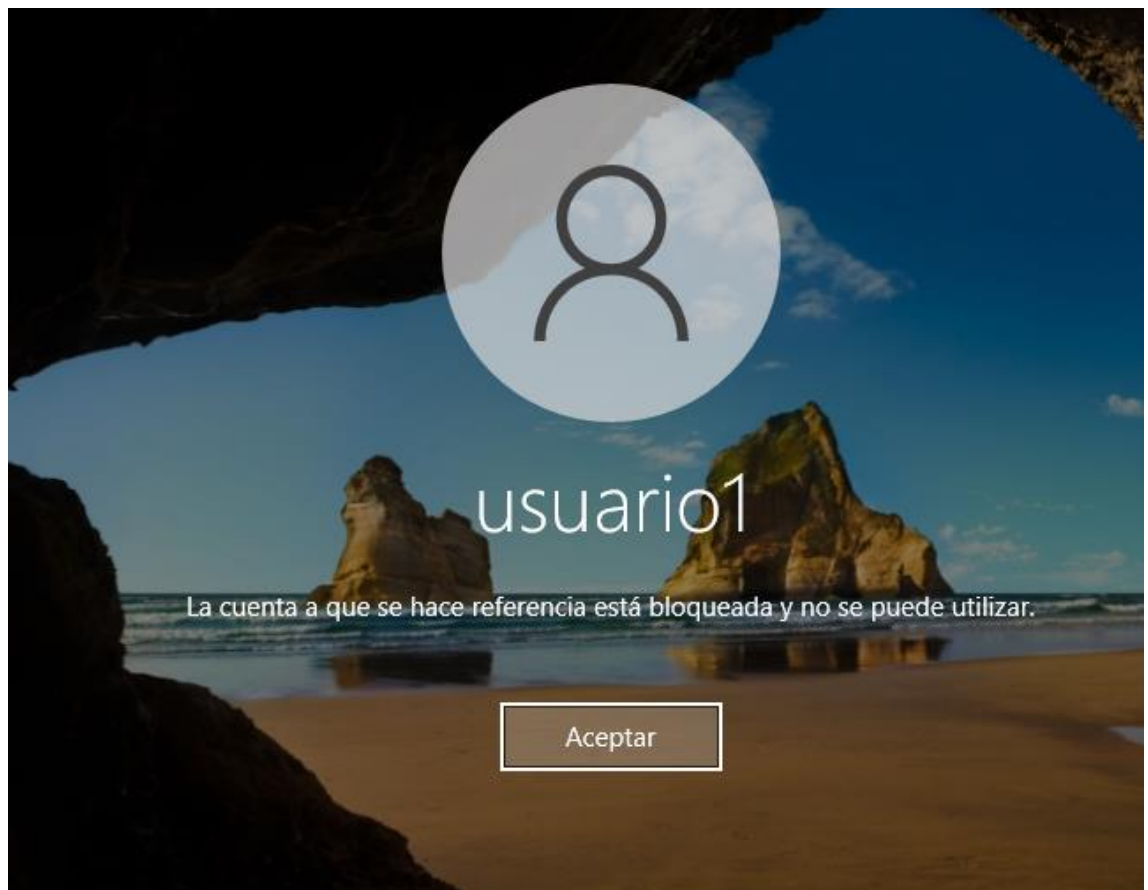 usuario1
La cuenta a que se hace referencia está bloqueada y no se puede utilizar.
Aceptar